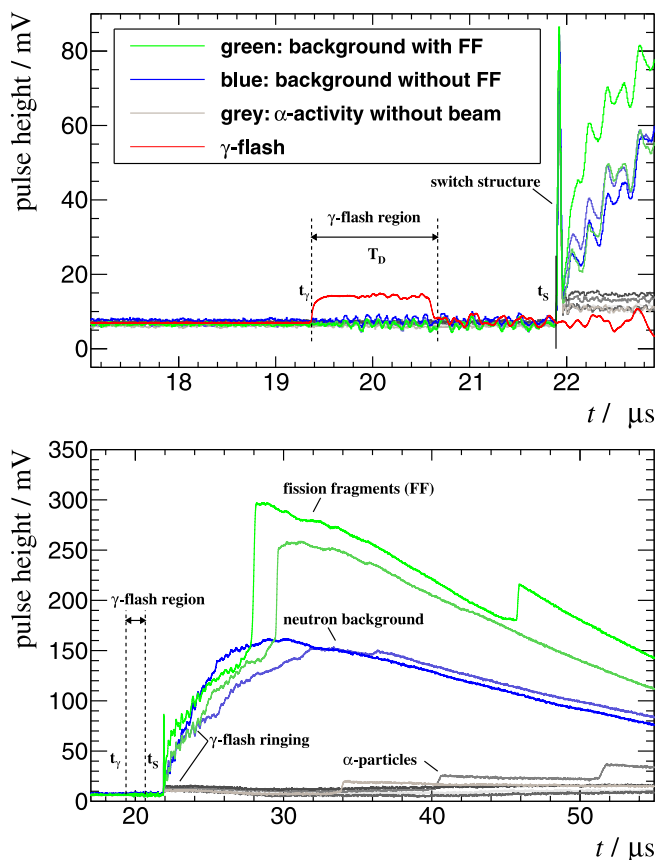 pulse height / mV
80
60
40
20
0
green: background with FF
blue: background without FF
grey: α-activity without beam
γ-flash
switch structure
γ-flash region
T_D
t_γ
t_S
18
19
20
21
22
t / μs
pulse height / mV
350
300
250
200
150
100
50
0
fission fragments (FF)
γ-flash region
neutron background
t_γ
t_S
γ-flash ringing
α-particles
20
30
40
50
t / μs